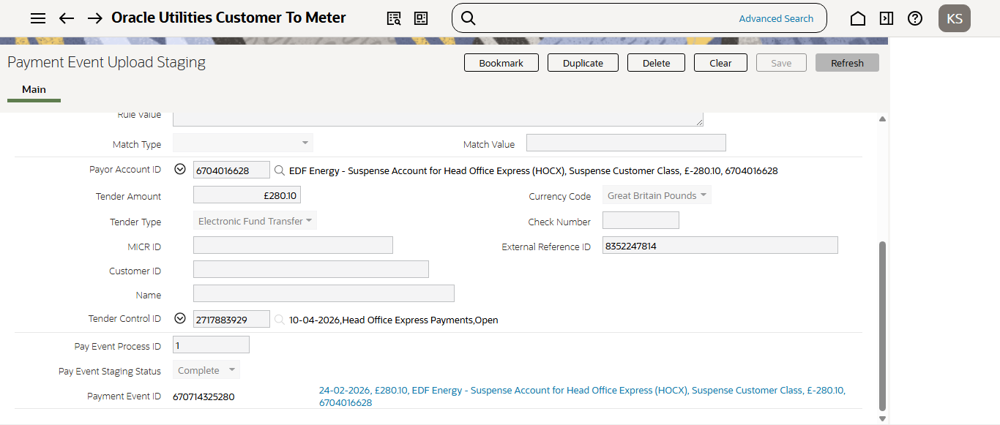 Oracle Utilities Customer To Meter
Advanced Search
KS
Payment Event Upload Staging
Bookmark
Duplicate
Delete
Clear
Save
Refresh
Main
Rule Value
Match Type
Match Value
Payor Account ID 6704016628 EDF Energy - Suspense Account for Head Office Express (HOCX), Suspense Customer Class, £-280.10, 6704016628
Tender Amount £280.10
Currency Code Great Britain Pounds
Tender Type Electronic Fund Transfer
Check Number
MICR ID
External Reference ID 8352247814
Customer ID
Name
Tender Control ID 2717883929 10-04-2026,Head Office Express Payments,Open
Pay Event Process ID 1
Pay Event Staging Status Complete
Payment Event ID 670714325280 24-02-2026, £280.10, EDF Energy - Suspense Account for Head Office Express (HOCX), Suspense Customer Class, £-280.10,
6704016628